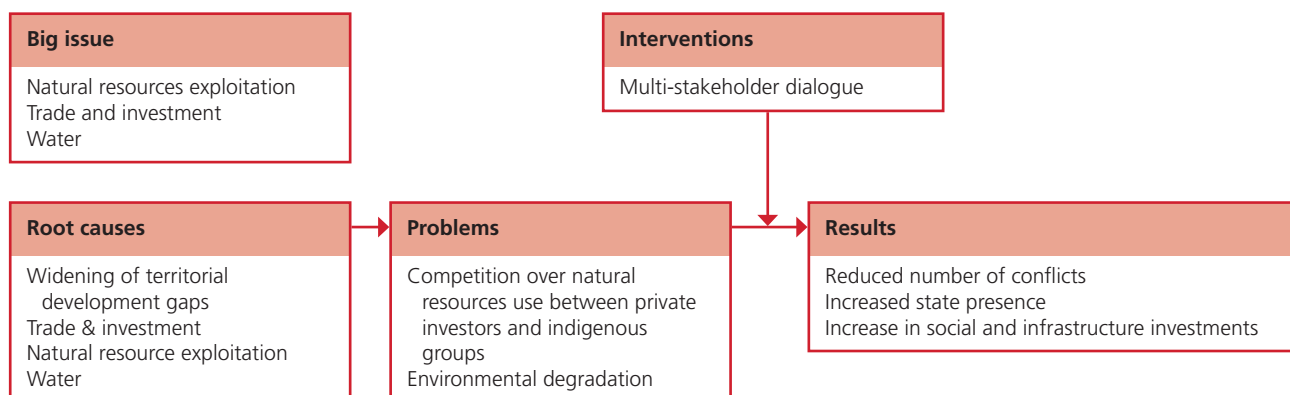 Big issue
Natural resources exploitation
Trade and investment
Water
Interventions
Multi-stakeholder dialogue
Root causes
Widening of territorial
development gaps
Trade & investment
Natural resource exploitation
Water
Problems
Competition over natural
resources use between private
investors and indigenous
groups
Environmental degradation
Results
Reduced number of conflicts
Increased state presence
Increase in social and infrastructure investments